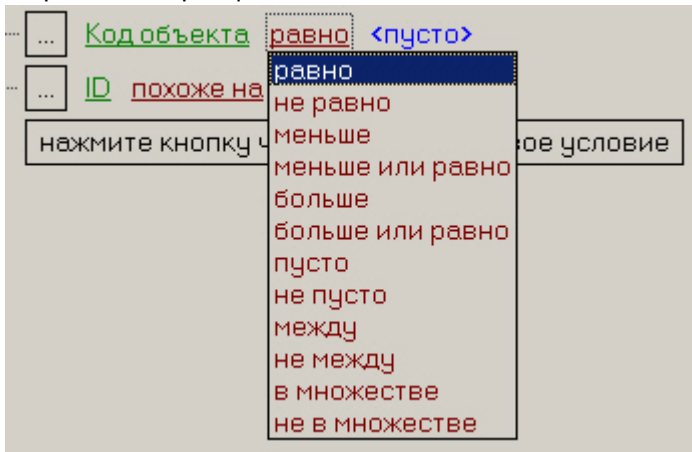 ... Код объекта равно <пусто>
равно
... ID похоже на
не равно
нажмите кнопку ч
меньше
вое условие
меньше или равно
больше
больше или равно
пусто
не пусто
между
не между
в множестве
не в множестве